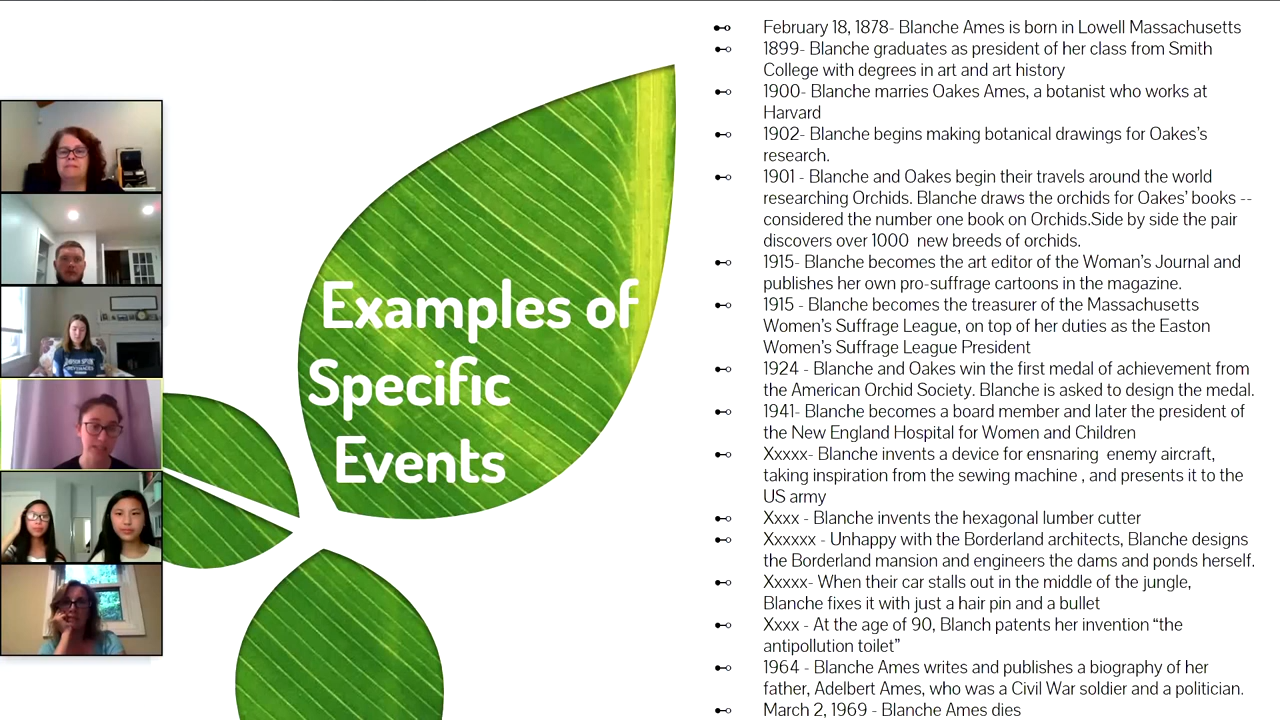 Examples of
Specific
Events
February 18, 1878- Blanche Ames is born in Lowell Massachusetts
1899- Blanche graduates as president of her class from Smith
College with degrees in art and art history
1900- Blanche marries Oakes Ames, a botanist who works at
Harvard
1902- Blanche begins making botanical drawings for Oakes's
research.
1901 - Blanche and Oakes begin their travels around the world
researching Orchids. Blanche draws the orchids for Oakes' books --
considered the number one book on Orchids.Side by side the pair
discovers over 1000 new breeds of orchids.
1915- Blanche becomes the art editor of the Woman's Journal and
publishes her own pro-suffrage cartoons in the magazine.
1915 - Blanche becomes the treasurer of the Massachusetts
Women's Suffrage League, on top of her duties as the Easton
Women's Suffrage League President
1924 - Blanche and Oakes win the first medal of achievement from
the American Orchid Society. Blanche is asked to design the medal.
1941- Blanche becomes a board member and later the president of
the New England Hospital for Women and Children
Xxxxx- Blanche invents a device for ensnaring enemy aircraft,
taking inspiration from the sewing machine , and presents it to the
US army
Xxxx - Blanche invents the hexagonal lumber cutter
Xxxxxx - Unhappy with the Borderland architects, Blanche designs
the Borderland mansion and engineers the dams and ponds herself.
Xxxxx- When their car stalls out in the middle of the jungle,
Blanche fixes it with just a hair pin and a bullet
Xxxx - At the age of 90, Blanch patents her invention “the
antipollution toilet”
1964 - Blanche Ames writes and publishes a biography of her
father, Adelbert Ames, who was a Civil War soldier and a politician.
March 2, 1969 - Blanche Ames dies